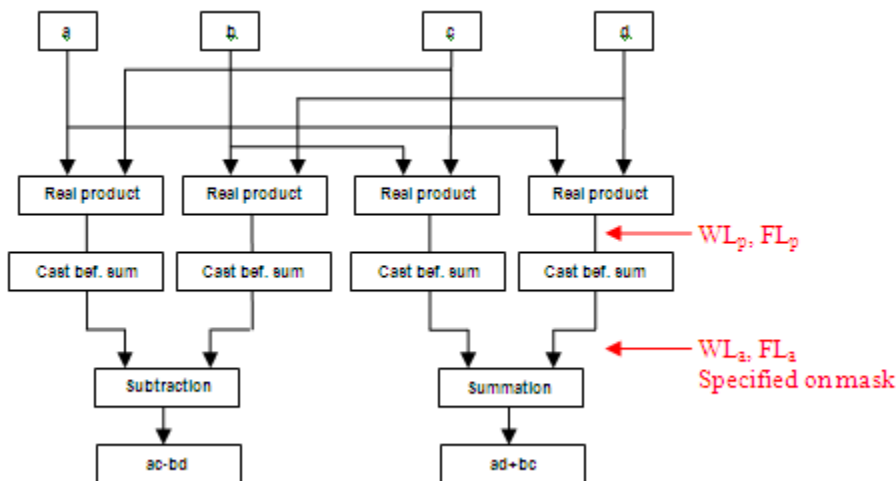 a b c d
Real product Real product Real product Real product
WLp, FLp
Cast bef. sum Cast bef. sum Cast bef. sum Cast bef. sum
WLa, FLa
Specified on mask
Subtraction Summation
ac-bd ad+bc